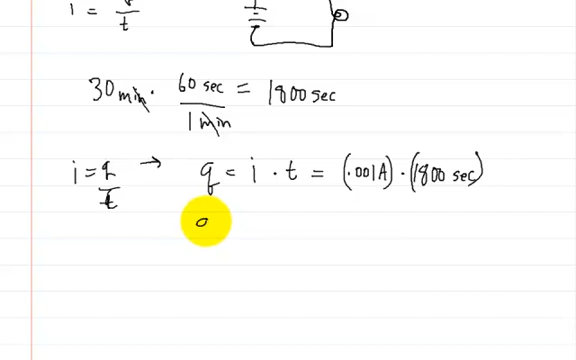 i = q/t
30 min · 60 sec/1 min = 1800 sec
i = q/t → q = i · t = (.001A) · (1800 sec)